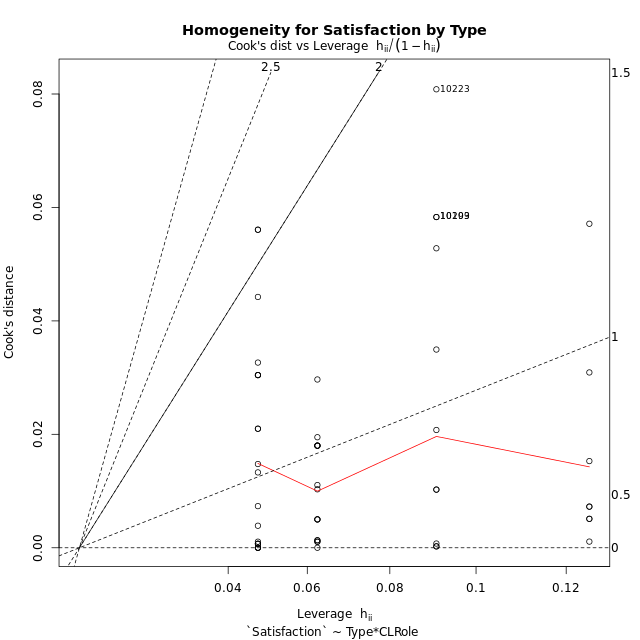 Homogeneity for Satisfaction by Type
Cook's dist vs Leverage hii/(1−hii)
2.5
2
1.5
10223
1
0.5
0
0.08
0.06
0.04
0.02
0.00
Cook's distance
0.04 0.06 0.08 0.1 0.12
Leverage hii
`Satisfaction` ~ Type*CLRole